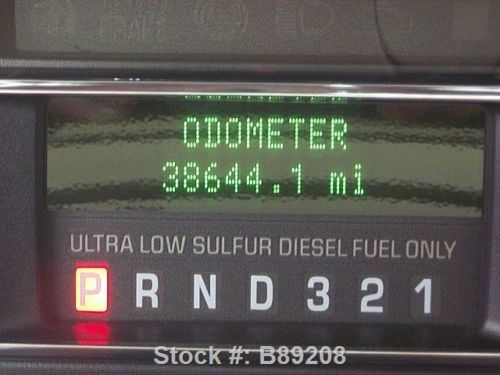 ODOMETER
38644.1 mi
ULTRA LOW SULFUR DIESEL FUEL ONLY
P R N D 3 2 1
Stock #: B89208